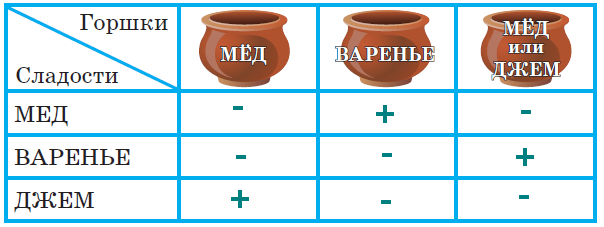 Горшки
Сладости
МЁД
ВАРЕНЬЕ
МЁД
или
ДЖЕМ
МЕД - + -
ВАРЕНЬЕ - - +
ДЖЕМ + - -